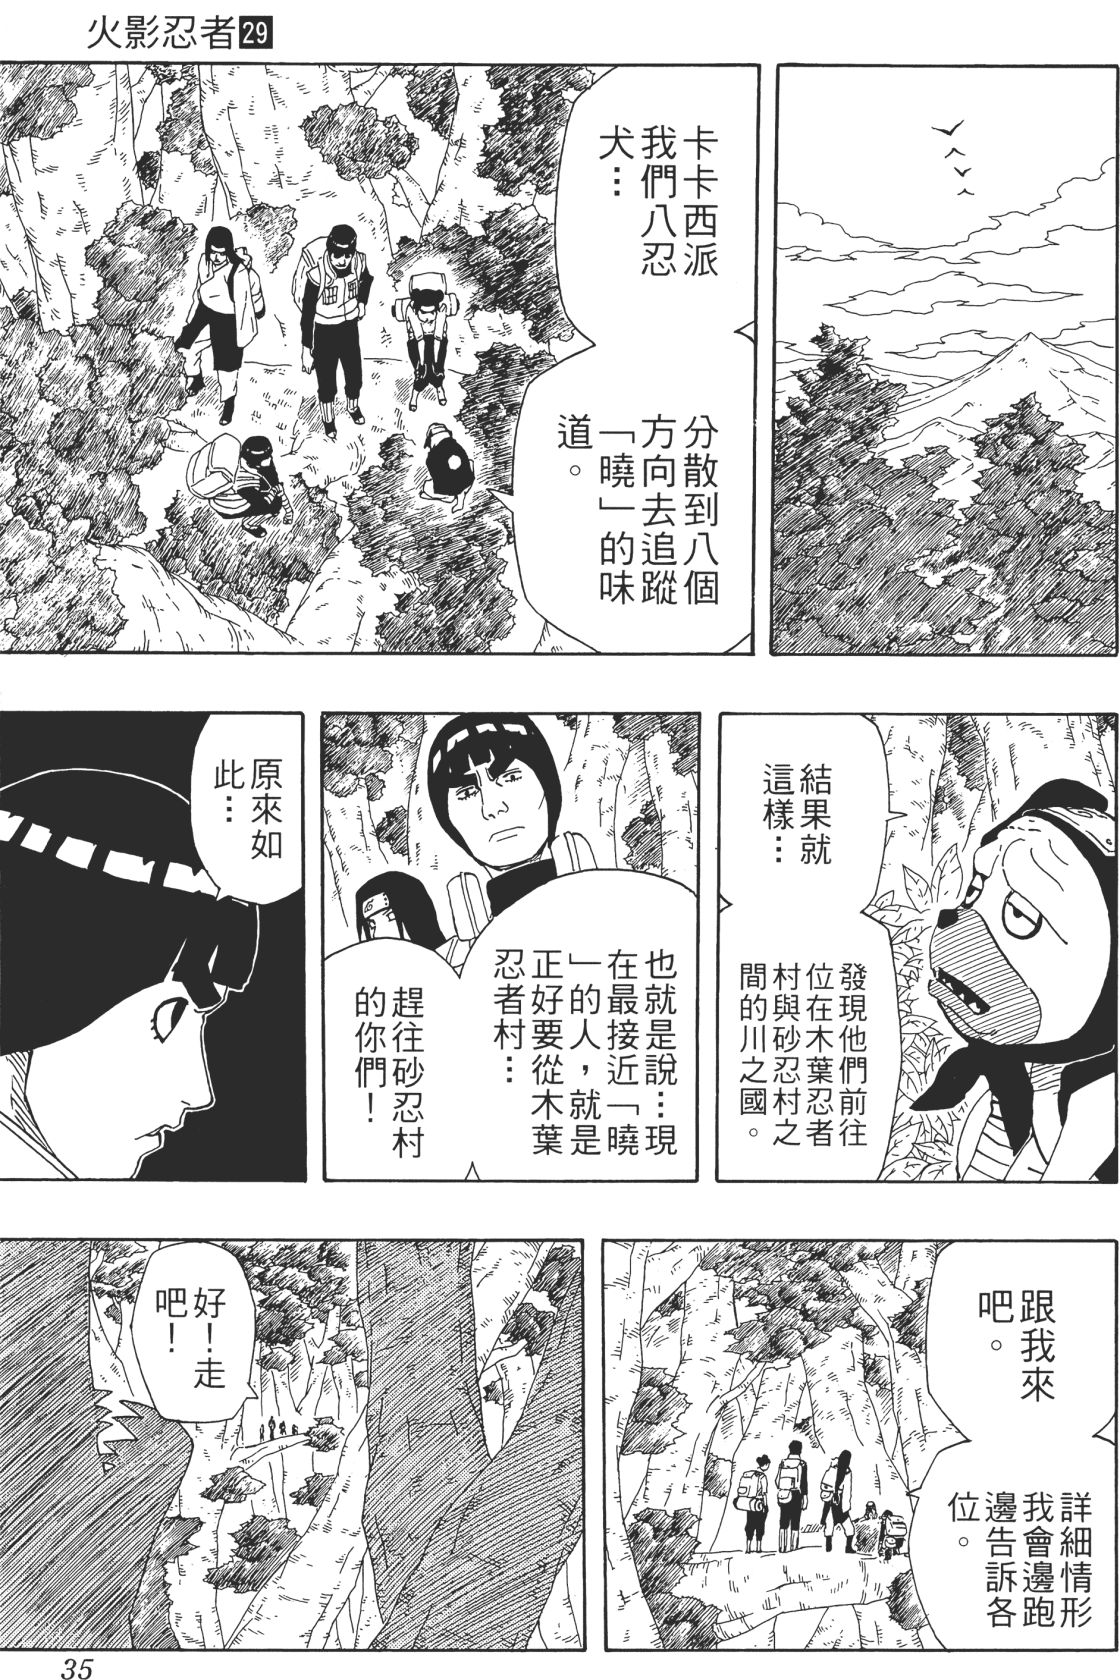 火影忍者29
卡卡西派
我們八忍
犬…
分散到八個
方向去追蹤
「曉」的味
道。
結果就
這樣…
發現他們前往
位在木葉忍者
村與砂忍村之
間的川之國。
也就是說…現
在最接近「曉
」的人，就是
正好要從木葉
忍者村…
趕往砂忍村
的你們！
原來如
此…
跟我來
吧。
詳細情形
我會邊跑
邊告訴各
位。
好！走
吧！
35